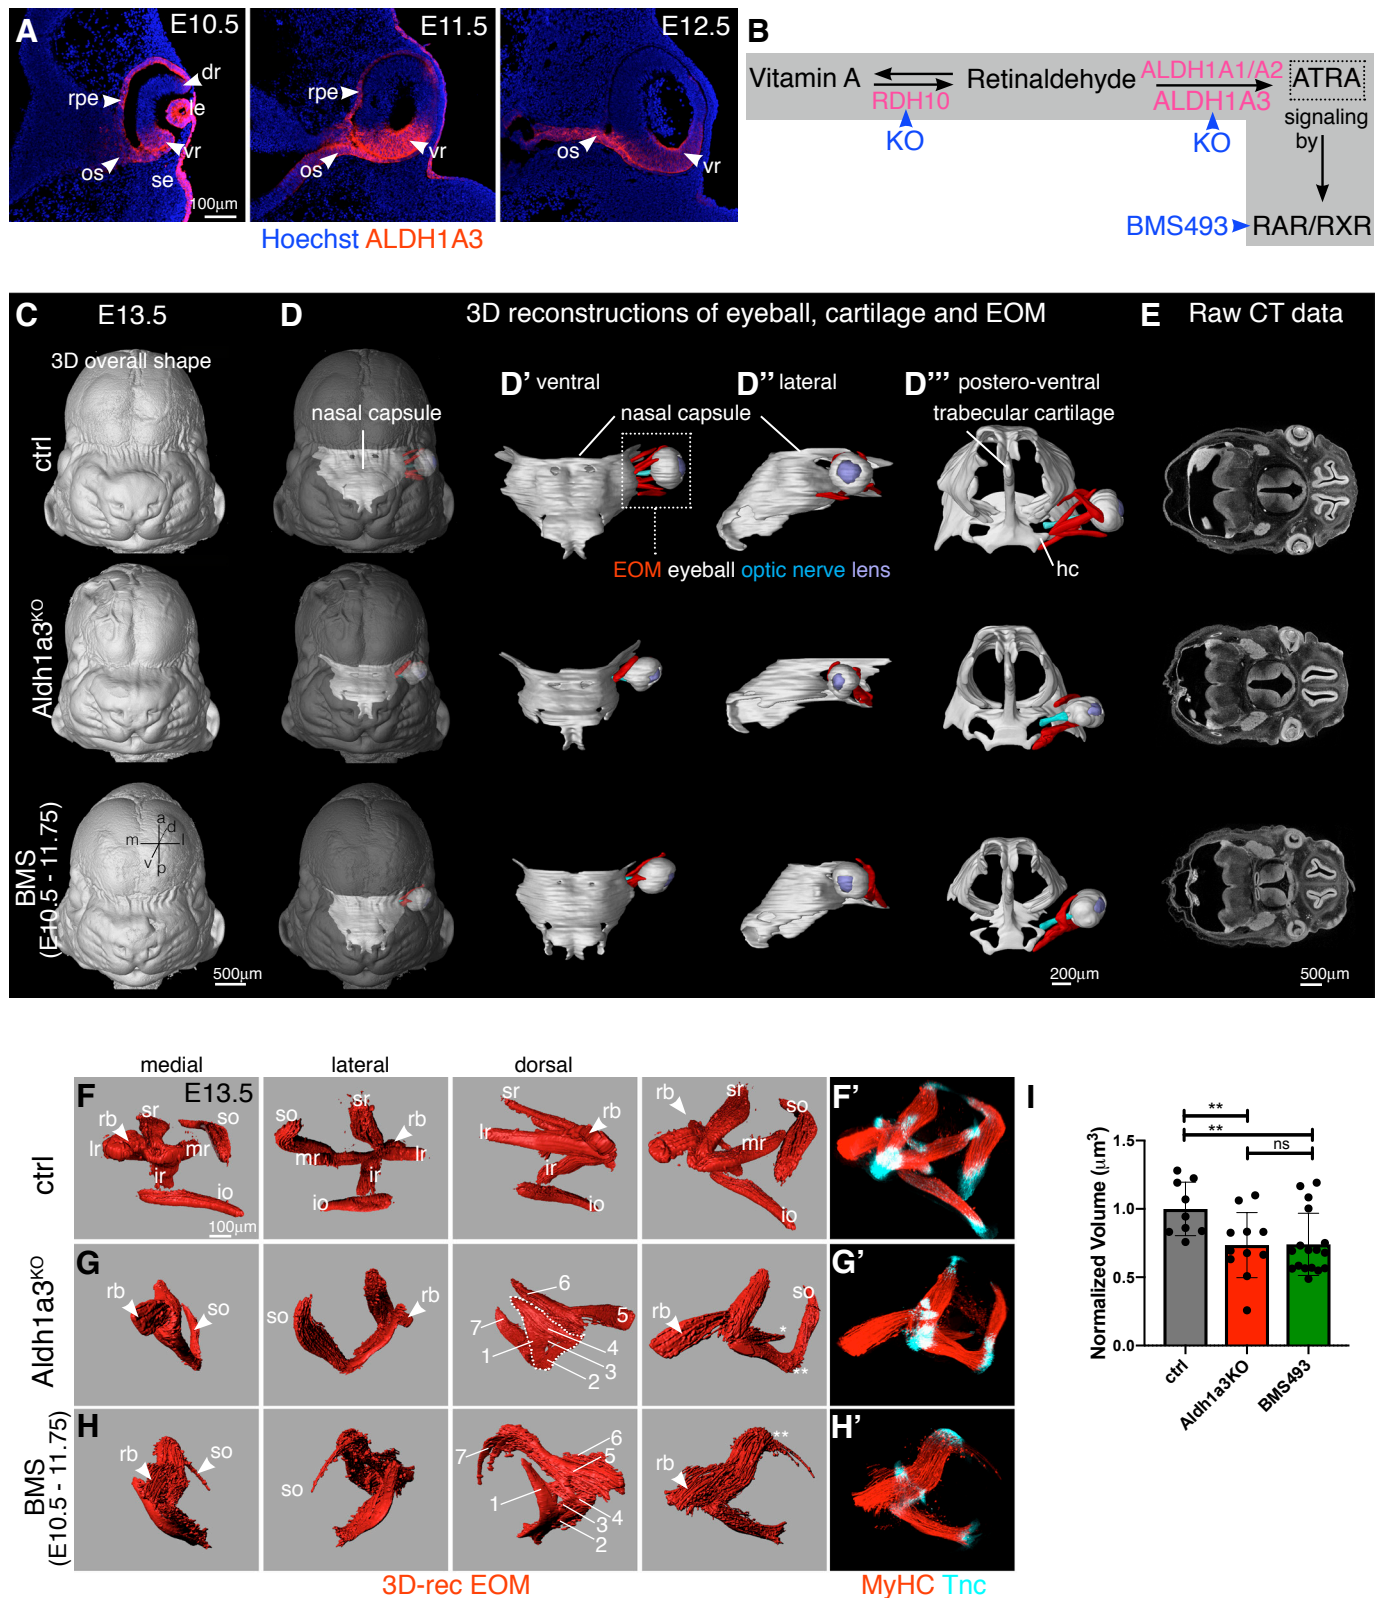 A
E10.5
dr
rpe
le
vr
os
se
100μm
E11.5
rpe
os
vr
E12.5
os
vr
Hoechst ALDH1A3
B
Vitamin A
RDH10
KO
Retinaldehyde
ALDH1A1/A2
ALDH1A3
KO
ATRA
signaling
by
BMS493
RAR/RXR
C
E13.5
D
3D reconstructions of eyeball, cartilage and EOM
E
Raw CT data
3D overall shape
nasal capsule
D' ventral
D'' lateral
D''' postero-ventral
nasal capsule
trabecular cartilage
hc
EOM eyeball optic nerve lens
ctrl
Aldh1a3KO
BMS
(E10.5 - 11.75)
a
d
m
l
v
p
500μm
200μm
500μm
medial
lateral
dorsal
F
E13.5
rb
sr
so
lr
mr
ir
io
100μm
so
sr
rb
mr
lr
ir
io
sr
lr
rb
ir
io
rb
sr
so
mr
io
F'
ctrl
G
rb
so
so
rb
6
5
7
4
1
3
2
rb
so
*
**
G'
Aldh1a3KO
H
rb
so
so
7
6
5
1
4
3
2
rb
**
H'
BMS
(E10.5 - 11.75)
3D-rec EOM
MyHC Tnc
I
**
**
ns
Normalized Volume (μm3)
1.5
1.0
0.5
0.0
ctrl
Aldh1a3KO
BMS493